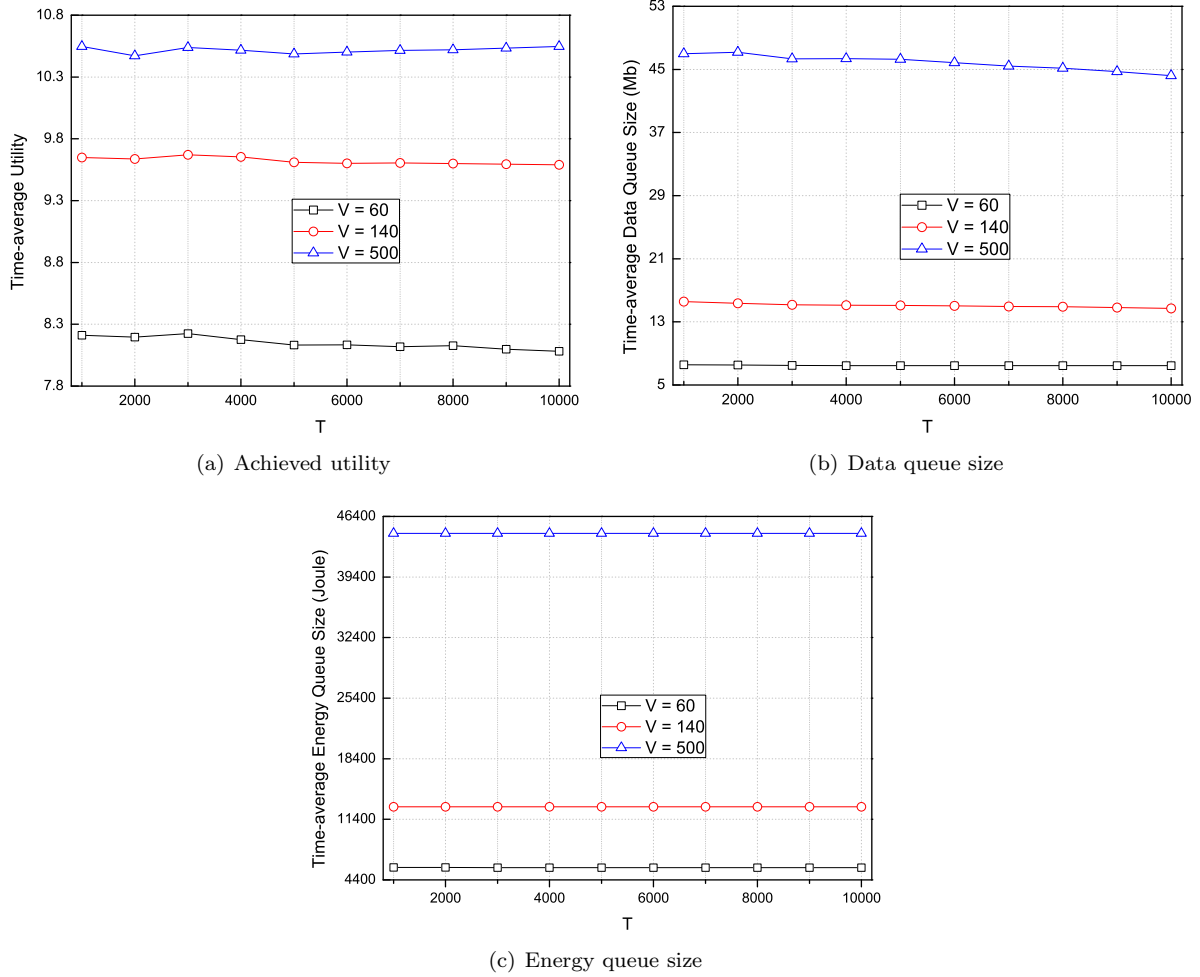 10.8
10.3
9.8
9.3
8.8
8.3
7.8
Time-average Utility
V = 60
V = 140
V = 500
2000 4000 6000 8000 10000
T
(a) Achieved utility
53
45
37
29
21
13
5
Time-average Data Queue Size (Mb)
V = 60
V = 140
V = 500
2000 4000 6000 8000 10000
T
(b) Data queue size
46400
39400
32400
25400
18400
11400
4400
Time-average Energy Queue Size (Joule)
V = 60
V = 140
V = 500
2000 4000 6000 8000 10000
T
(c) Energy queue size